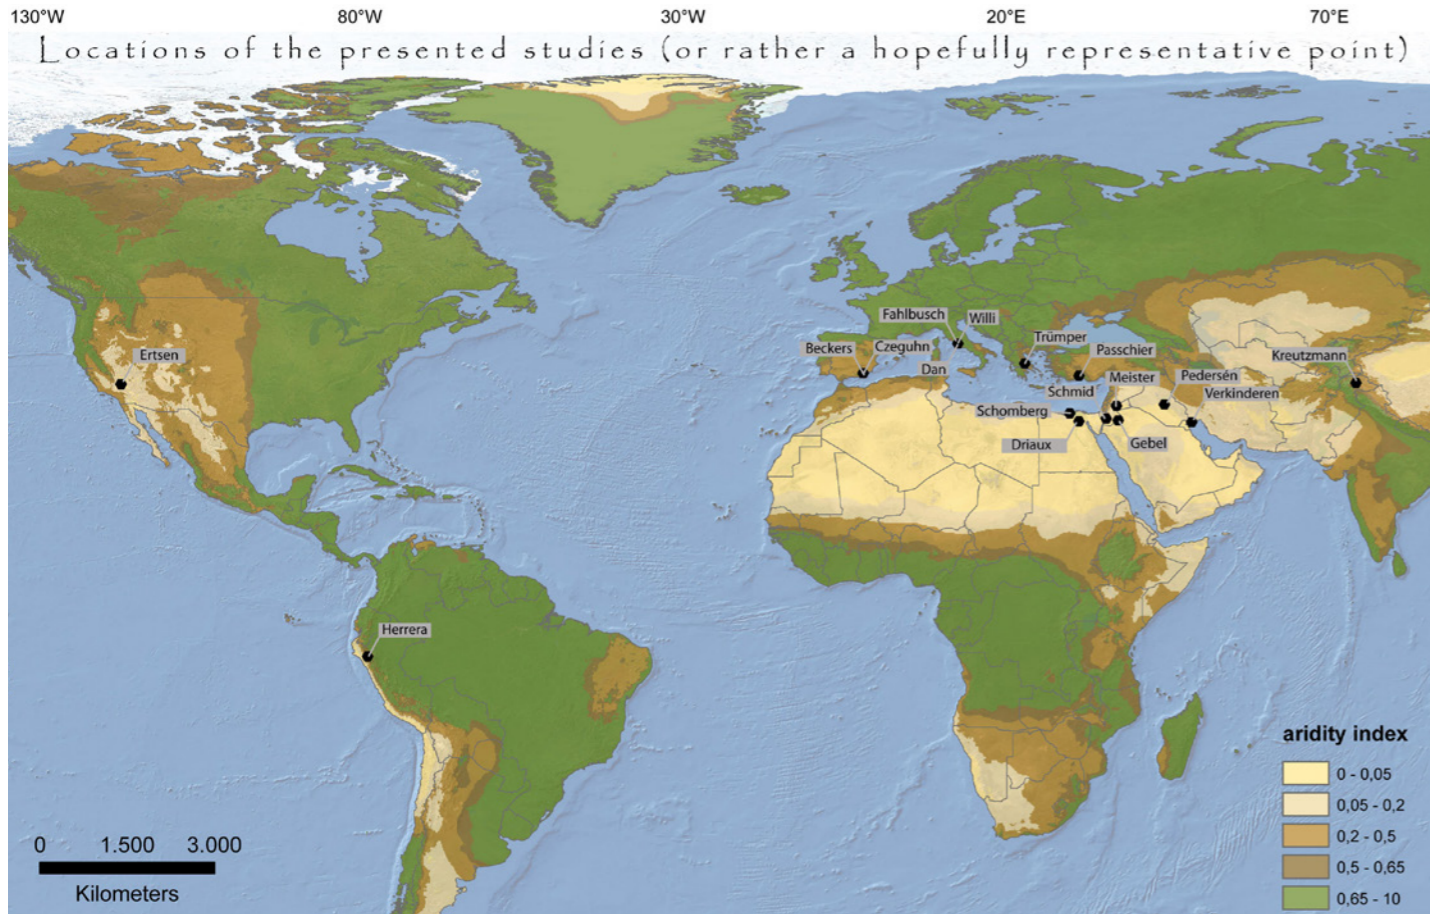 130°W 80°W 30°W 20°E 70°E
Locations of the presented studies (or rather a hopefully representative point)
Fahlbusch Willi
Trümper
Beckers Czeguhn
Passchier
Kreutzmann
Ertsen
Dan
Meister Pedersén
Schmid
Verkinderen
Schomberg
Driaux Gebel
Herrera
aridity index
0 - 0,05
0,05 - 0,2
0,2 - 0,5
0,5 - 0,65
0,65 - 10
0 1.500 3.000
Kilometers